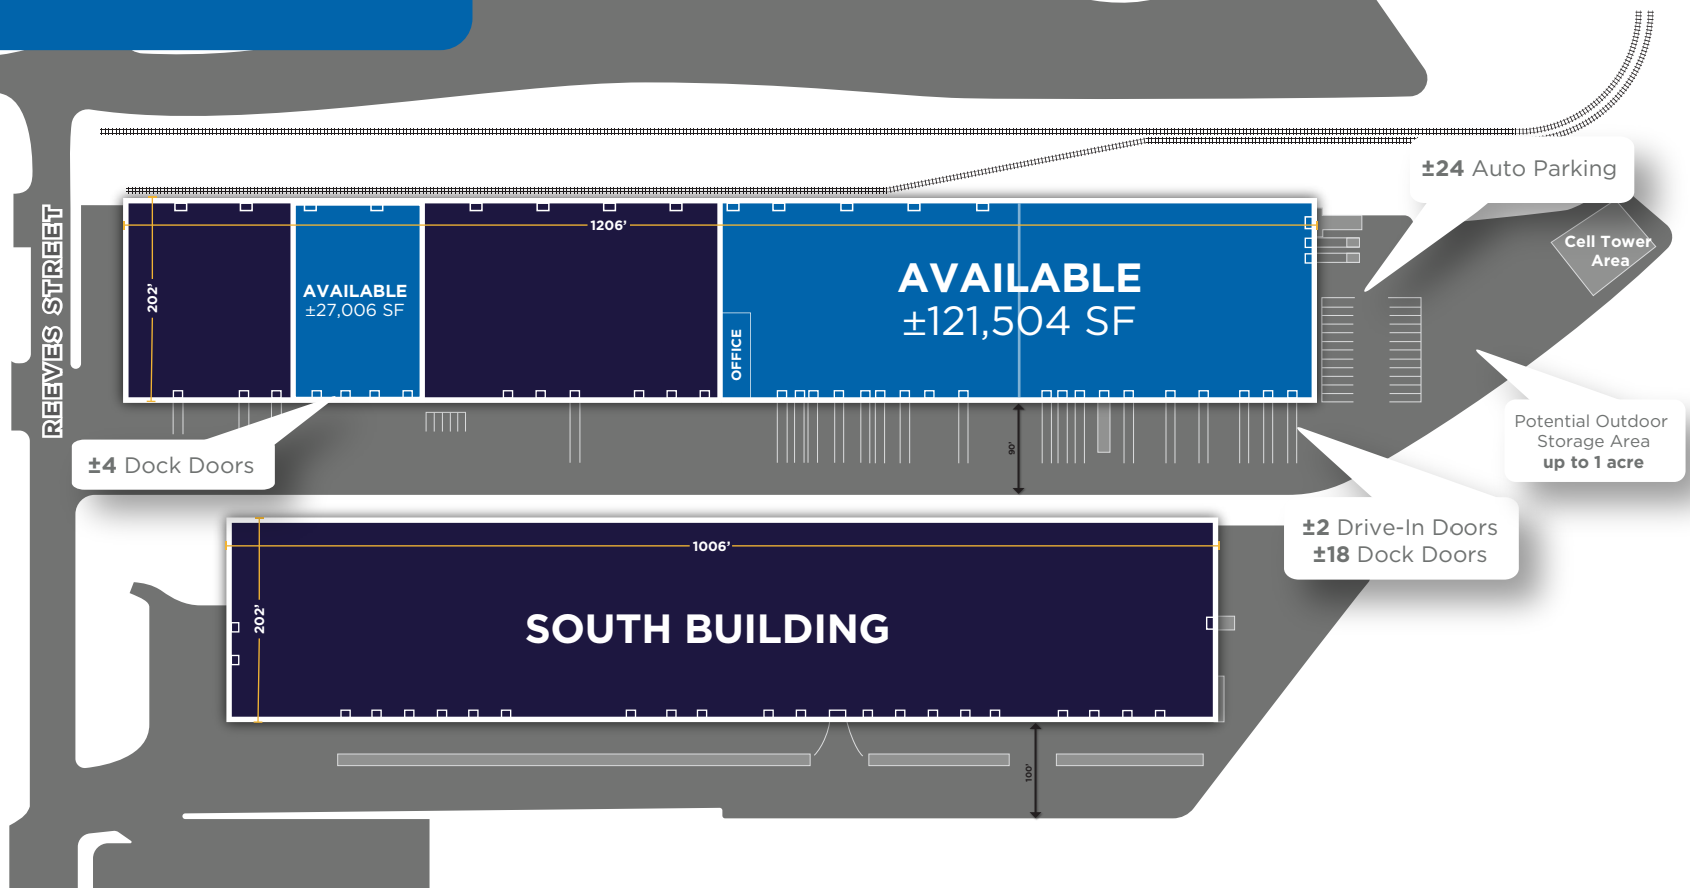 ±24 Auto Parking
REEVES STREET
1206’
202’
AVAILABLE
±27,006 SF
AVAILABLE
±121,504 SF
OFFICE
Cell Tower
Area
Potential Outdoor
Storage Area
up to 1 acre
±4 Dock Doors
90’
±2 Drive-In Doors
±18 Dock Doors
1006’
202’
SOUTH BUILDING
100’